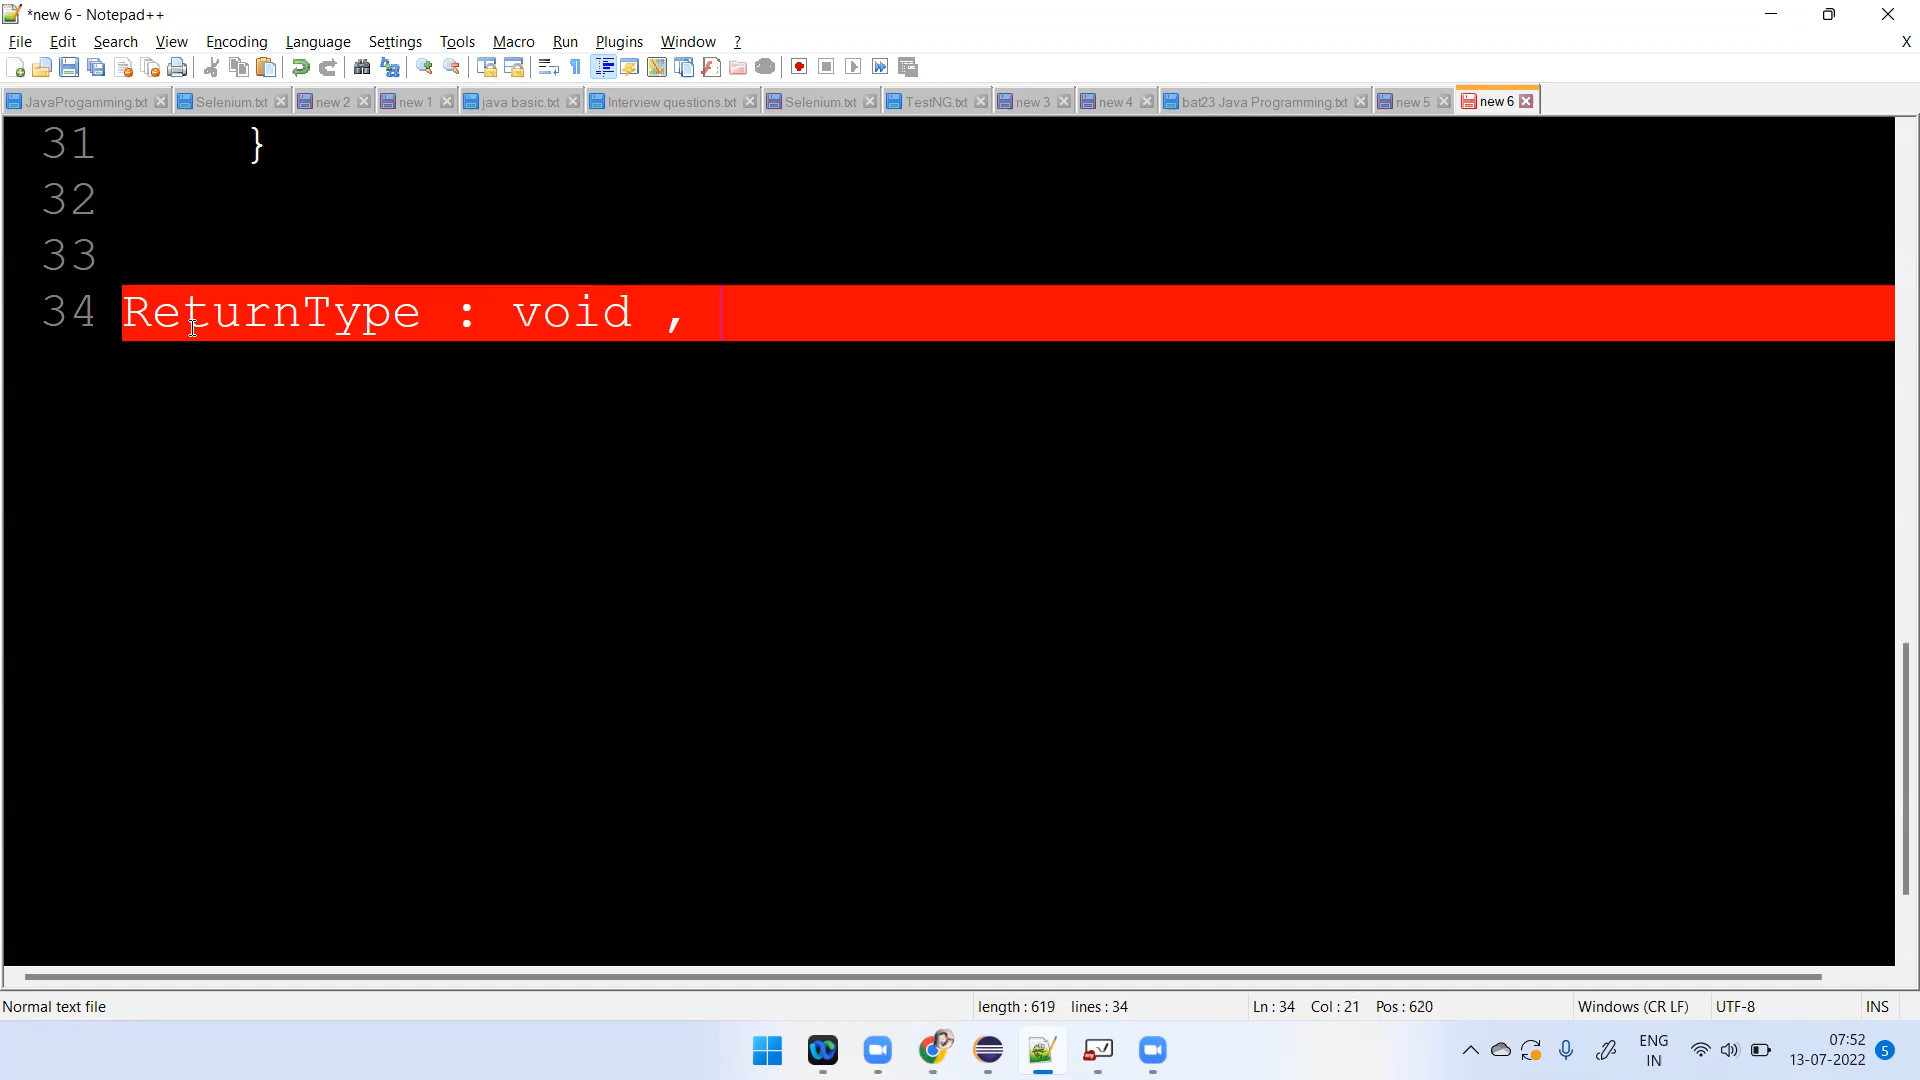 *new 6 - Notepad++
File Edit Search View Encoding Language Settings Tools Macro Run Plugins Window ? X
JavaProgamming.txt Selenium.txt new 2 new 1 java basic.txt Interview questions.txt Selenium.txt TestNG.txt new 3 new 4 bat23 Java Programming.txt new 5 new 6
31 }
32
33
34 ReturnType : void ,
Normal text file length : 619 lines : 34 Ln : 34 Col : 21 Pos : 620 Windows (CR LF) UTF-8 INS
ENG 07:52
IN 13-07-2022 5